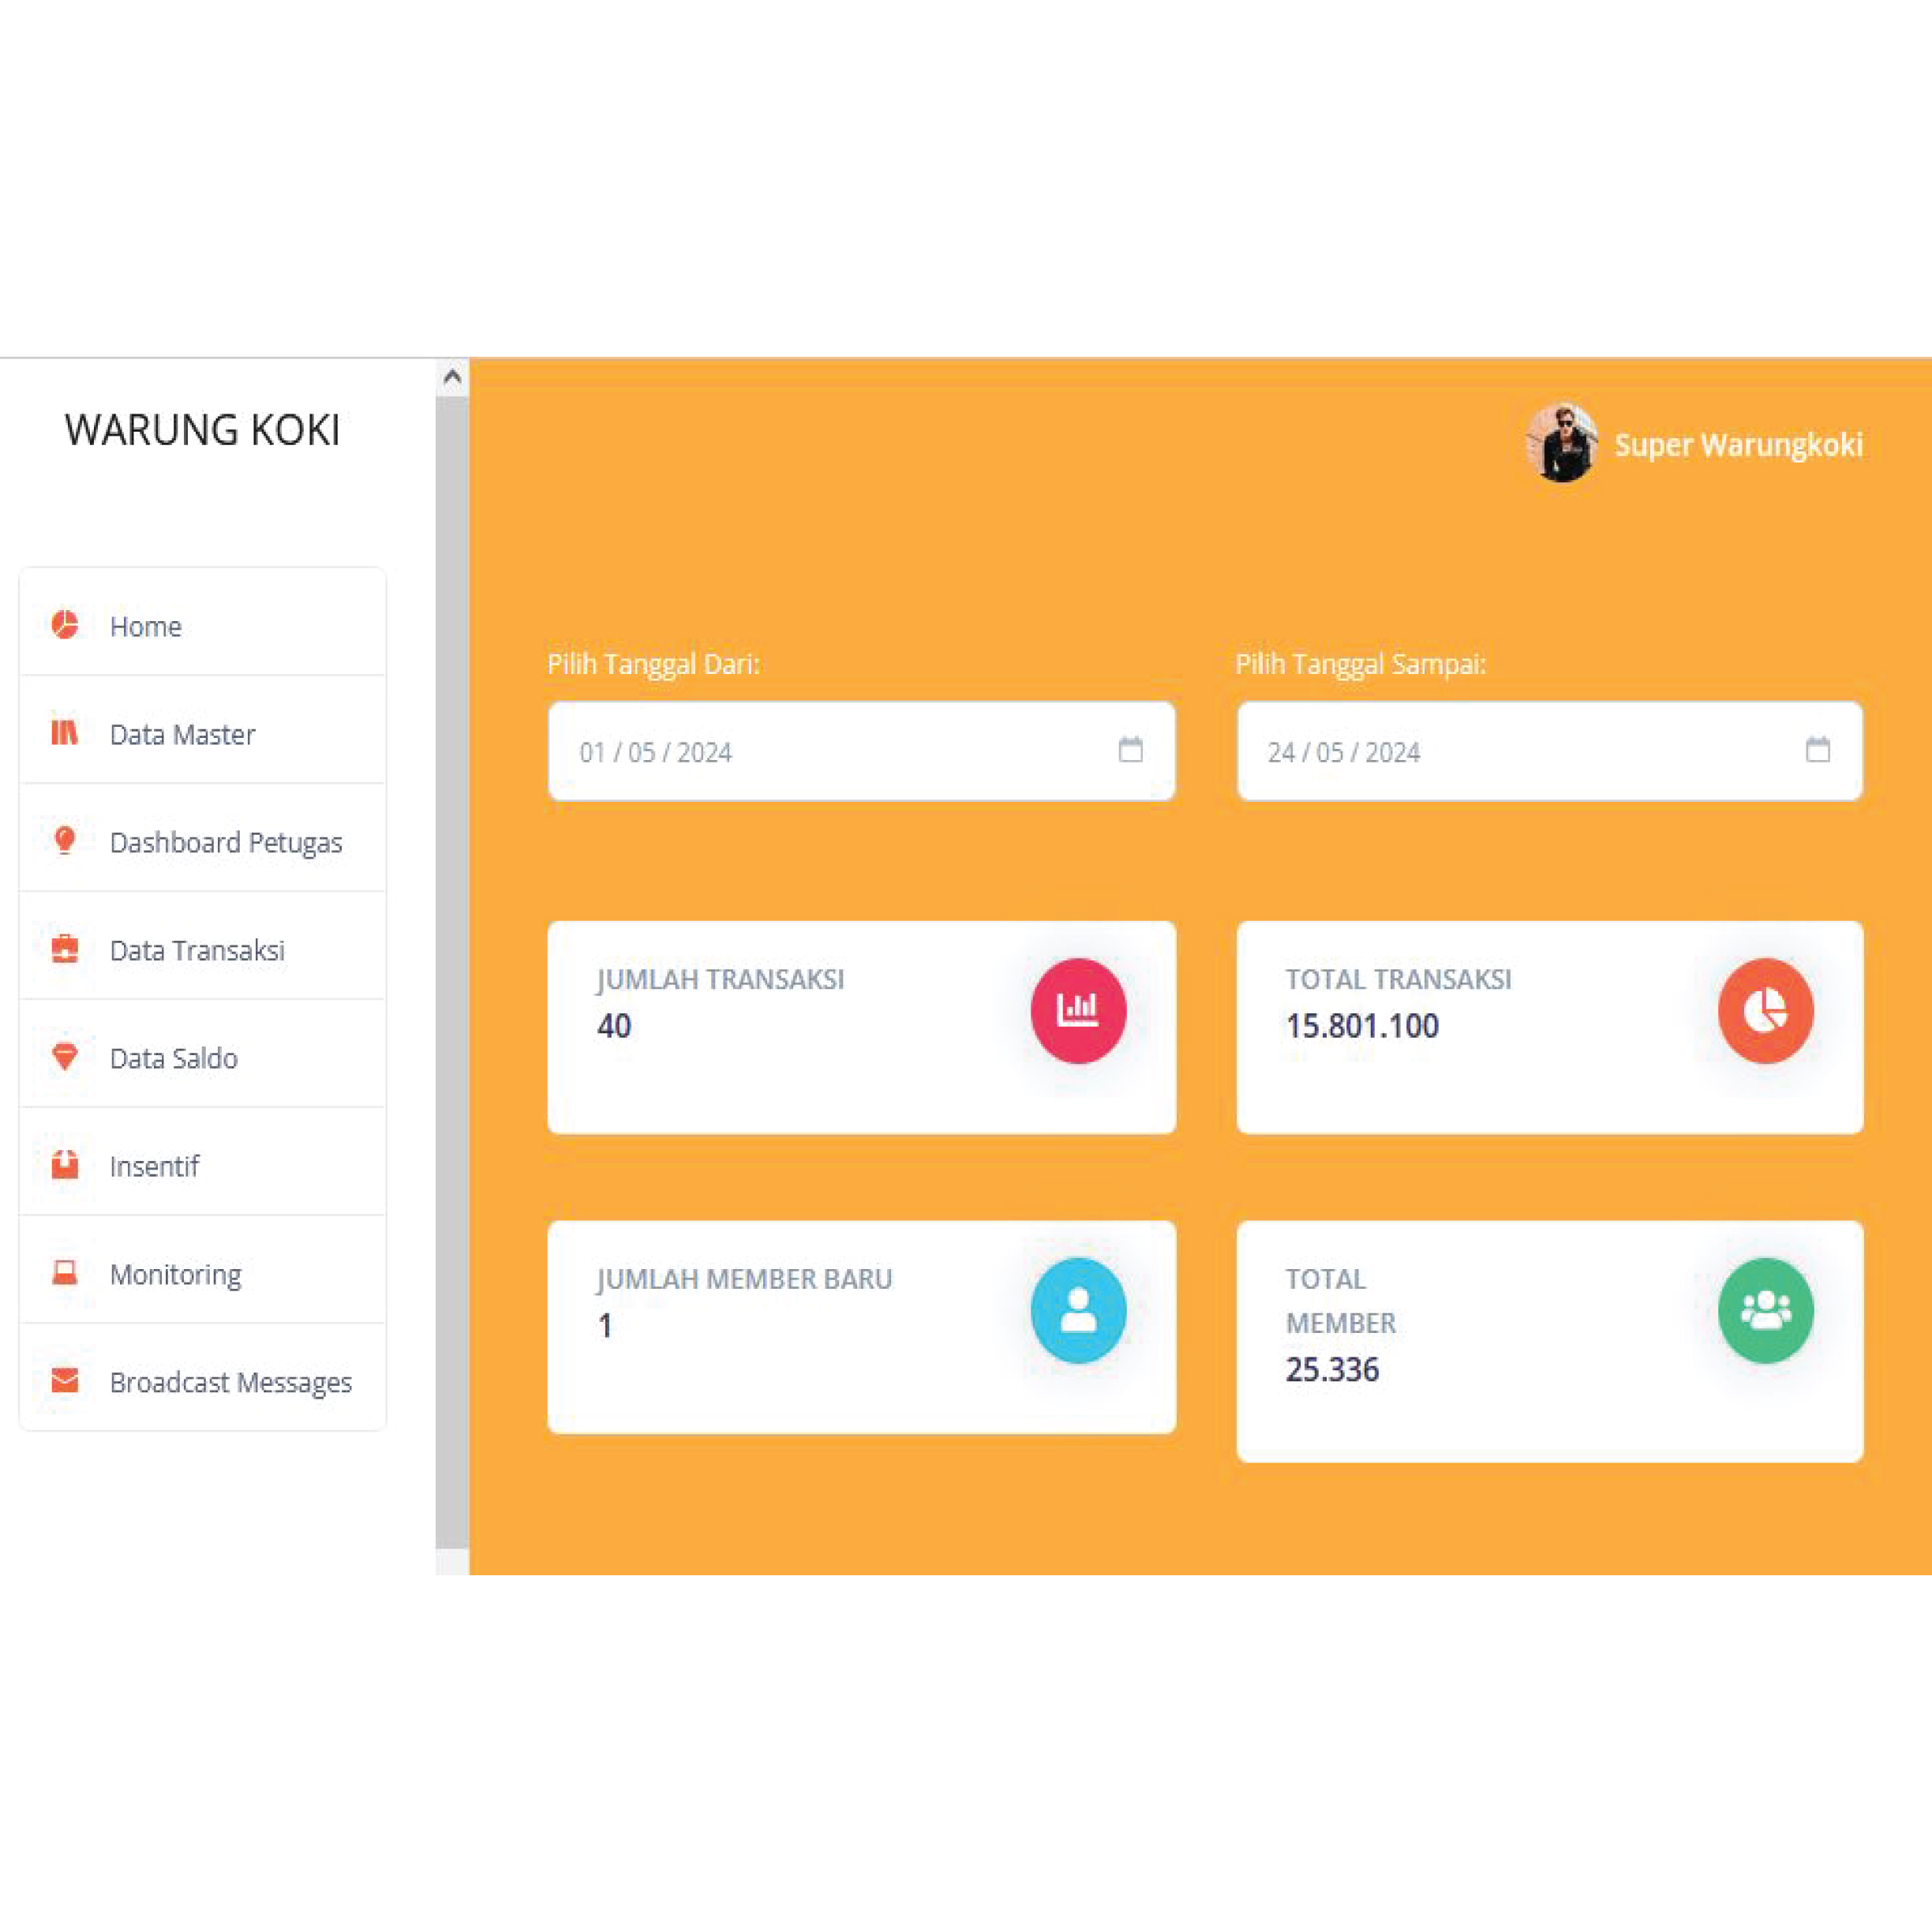 WARUNG KOKI
Super Warungkoki
Home
Data Master
Dashboard Petugas
Data Transaksi
Data Saldo
Insentif
Monitoring
Broadcast Messages
Pilih Tanggal Dari:
01 / 05 / 2024
Pilih Tanggal Sampai:
24 / 05 / 2024
JUMLAH TRANSAKSI
40
TOTAL TRANSAKSI
15.801.100
JUMLAH MEMBER BARU
1
TOTAL
MEMBER
25.336